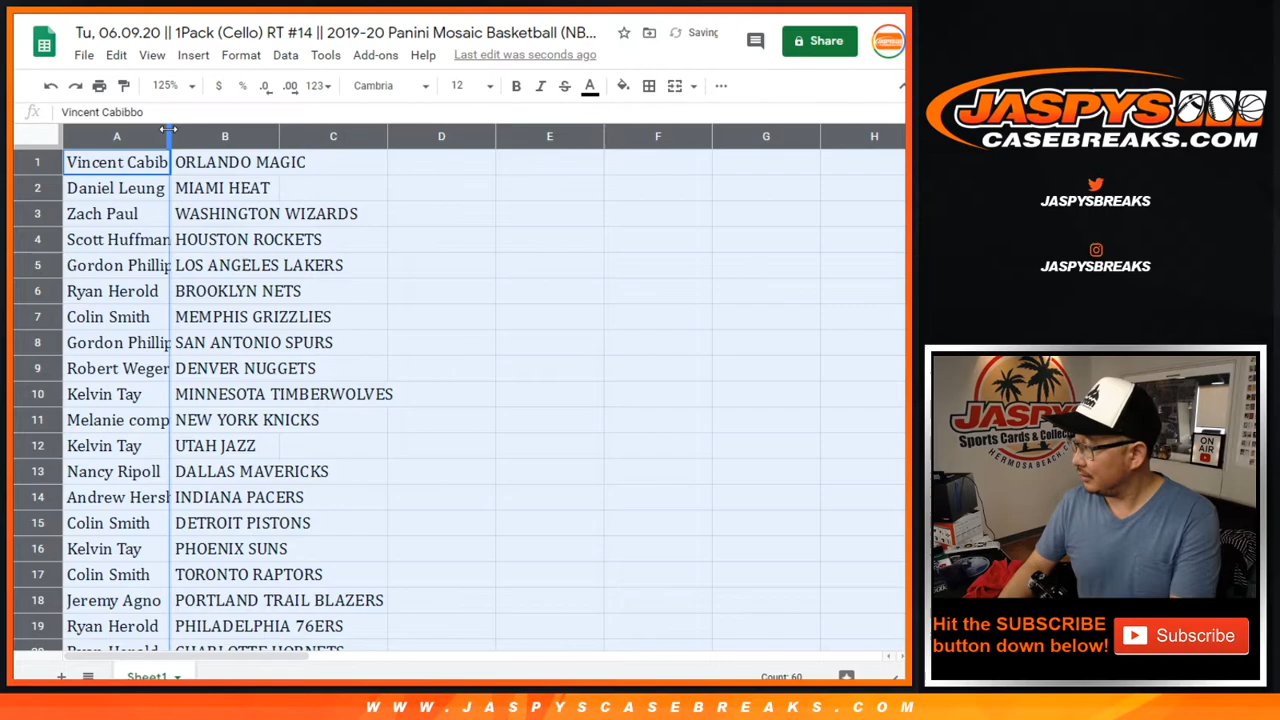 Tu, 06.09.20 || 1Pack (Cello) RT #14 || 2019-20 Panini Mosaic Basketball (NB...
Saving
File Edit View Insert Format Data Tools Add-ons Help Last edit was seconds ago
Share
125% $ % .0 .00 123 Cambria 12 B I S A
fx Vincent Cabibbo
A B C D E F G H
1 Vincent Cabib ORLANDO MAGIC
2 Daniel Leung MIAMI HEAT
3 Zach Paul WASHINGTON WIZARDS
4 Scott Huffman HOUSTON ROCKETS
5 Gordon Phillip LOS ANGELES LAKERS
6 Ryan Herold BROOKLYN NETS
7 Colin Smith MEMPHIS GRIZZLIES
8 Gordon Phillip SAN ANTONIO SPURS
9 Robert Weger DENVER NUGGETS
10 Kelvin Tay MINNESOTA TIMBERWOLVES
11 Melanie comp NEW YORK KNICKS
12 Kelvin Tay UTAH JAZZ
13 Nancy Ripoll DALLAS MAVERICKS
14 Andrew Hersh INDIANA PACERS
15 Colin Smith DETROIT PISTONS
16 Kelvin Tay PHOENIX SUNS
17 Colin Smith TORONTO RAPTORS
18 Jeremy Agno PORTLAND TRAIL BLAZERS
19 Ryan Herold PHILADELPHIA 76ERS
Ryan Herold CHARLOTTE HORNETS
Sheet1
Count: 60
JASPYS
CASEBREAKS.COM
JASPYSBREAKS
JASPYSBREAKS
JASPYS
Sports Cards & Collec
HERMOSA BEACH, C
ON
AIR
Hit the SUBSCRIBE
button down below!
Subscribe
WWW.JASPYSCASEBREAKS.COM